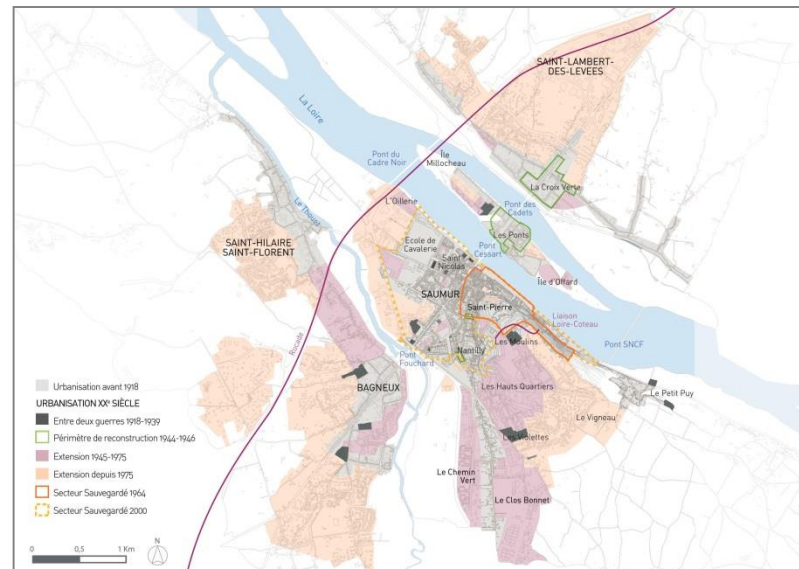 SAINT-LAMBERT-
DES-LEVEES
La Loire
Pont du
Cadre Noir
Île
Millocheau
La Croix Verte
L'Oillerie
Pont des
Cadets
Les Ponts
Le Thouet
Ecole de
Cavalerie
Pont
Cessart
SAINT-HILAIRE
SAINT-FLORENT
Saint
Nicolas
Île d'Offard
SAUMUR
Saint-Pierre
Liaison
Loire-Coteau
Rocade
Les Moulins
Pont SNCF
Nantilly
Pont
Fouchard
BAGNEUX
Les Hauts Quartiers
Le Petit Puy
Le Vigneau
Les Violettes
Le Chemin
Vert
Le Clos Bonnet
Urbanisation avant 1918
URBANISATION XXᵉ SIÈCLE
Entre deux guerres 1918-1939
Périmètre de reconstruction 1944-1946
Extension 1945-1975
Extension depuis 1975
Secteur Sauvegardé 1964
Secteur Sauvegardé 2000
0 0,5 1 Km
N